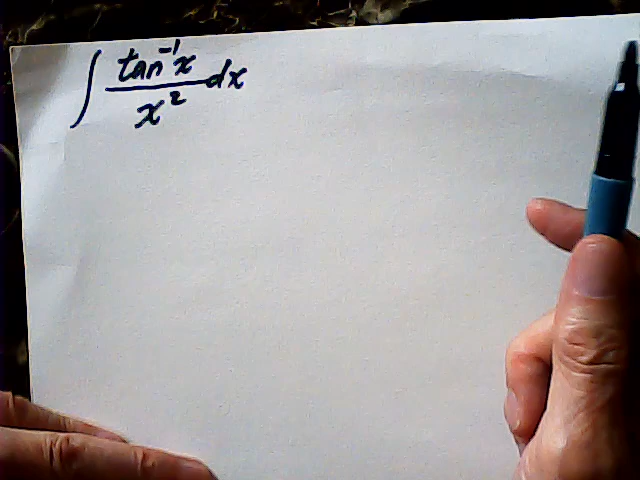 ∫ tan⁻¹x / x² dx